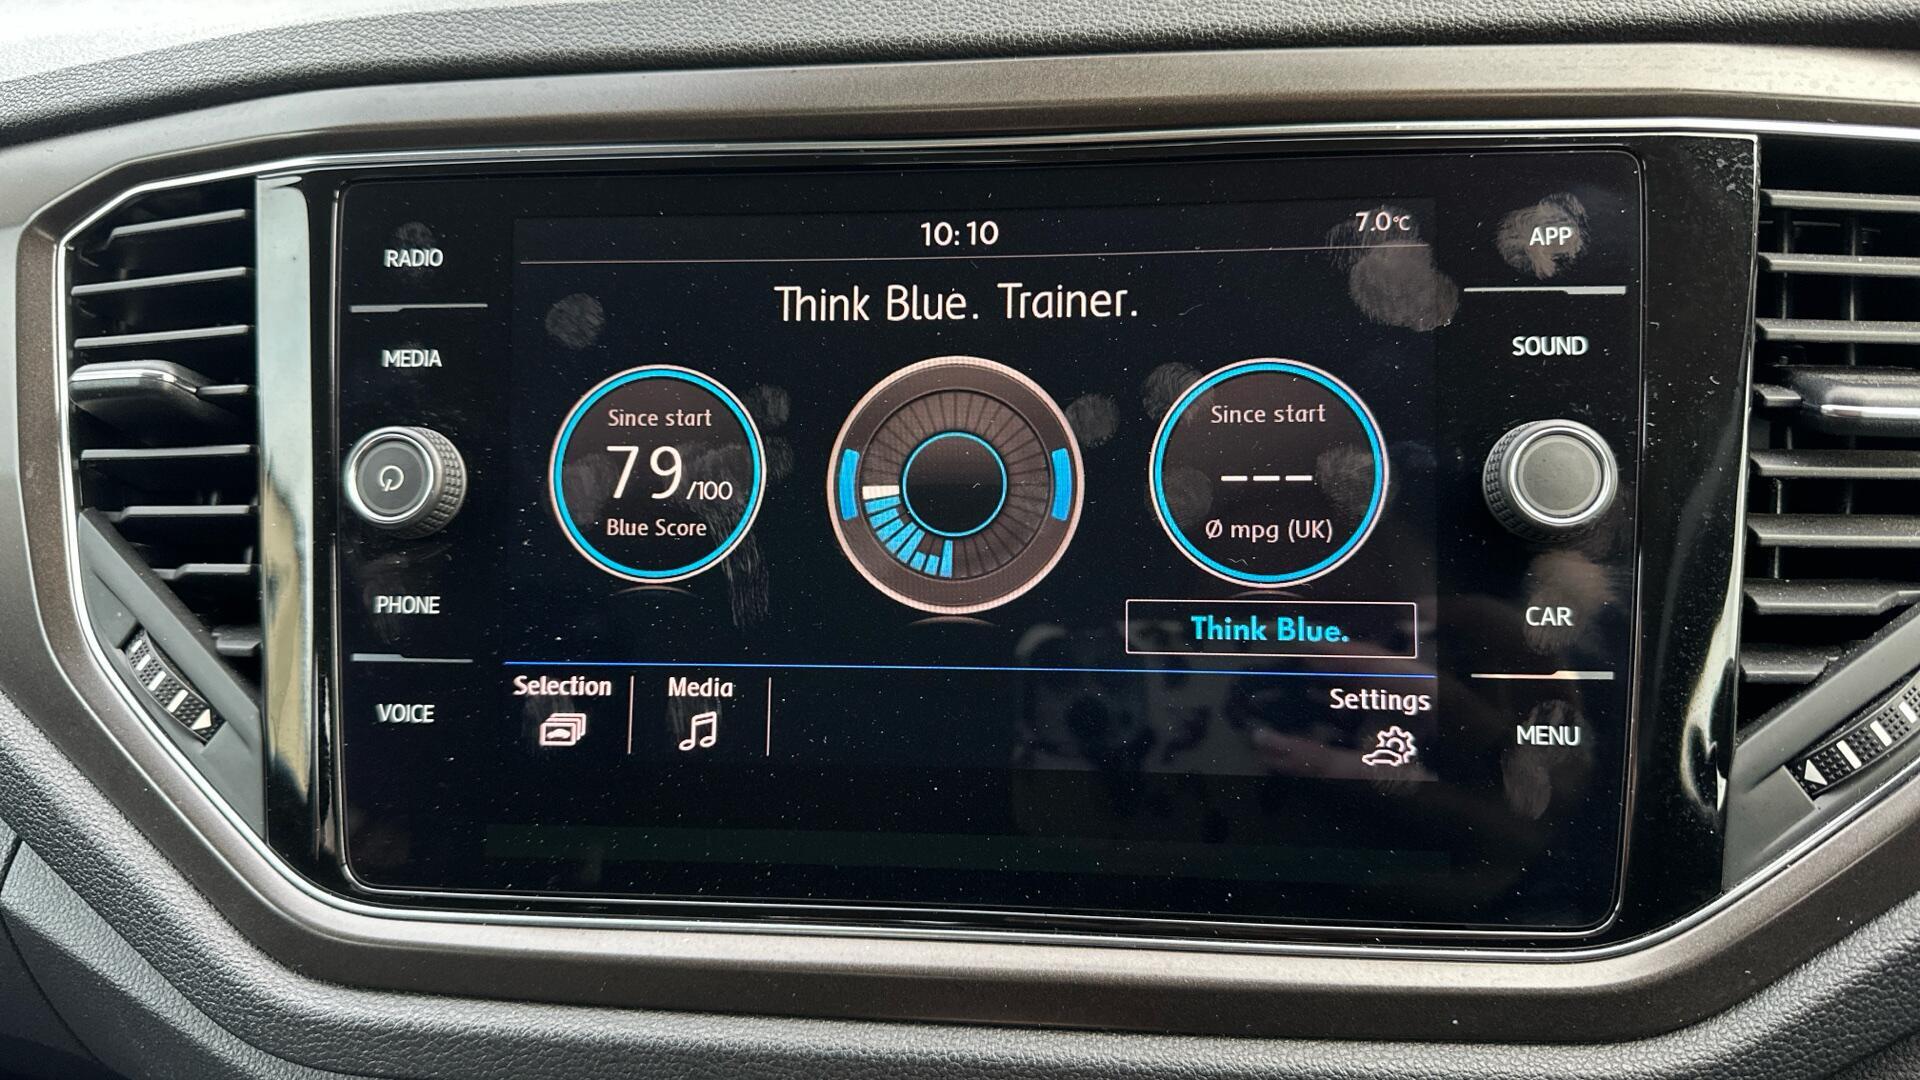 10:10
7.0°C
Think Blue. Trainer.
RADIO
MEDIA
PHONE
VOICE
Since start
79/100
Blue Score
Since start
---
Ø mpg (UK)
Think Blue.
Selection
Media
Settings
APP
SOUND
CAR
MENU